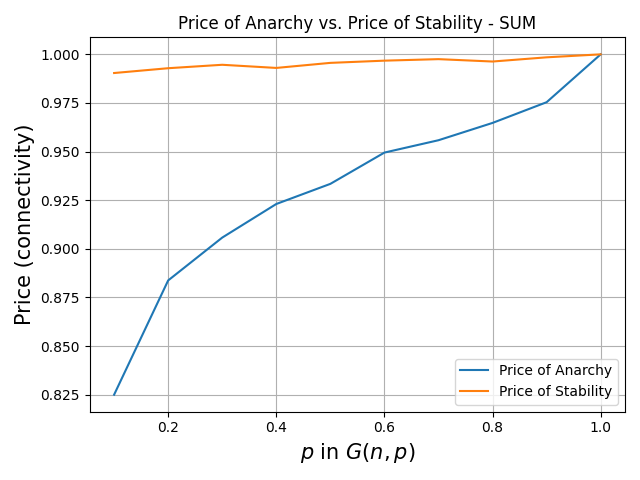 Price of Anarchy vs. Price of Stability - SUM
Price (connectivity)
1.000
0.975
0.950
0.925
0.900
0.875
0.850
0.825
Price of Anarchy
Price of Stability
0.2 0.4 0.6 0.8 1.0
p in G(n, p)